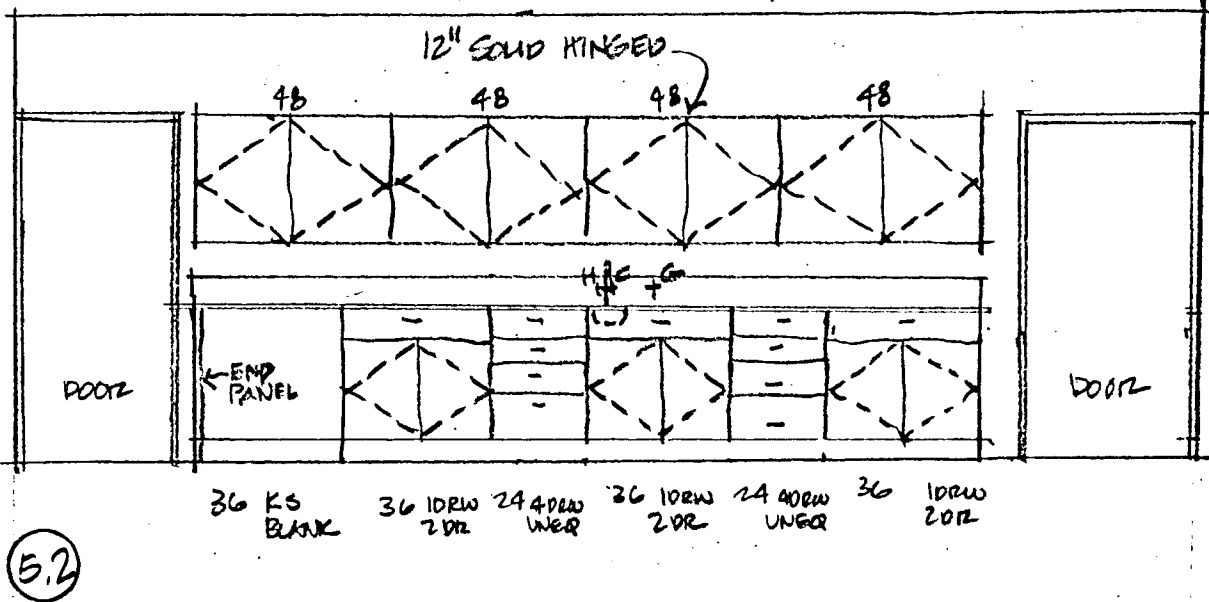 12" SOLID HINGED
48 48 48 48
H C + G
DOOR
END
PANEL
DOOR
36 KS
BLANK
36 1DRW
2DR
24 4DRW
UNEQ
36 1DRW
2DR
24 4DRW
UNEQ
36 1DRW
2DR
5.2